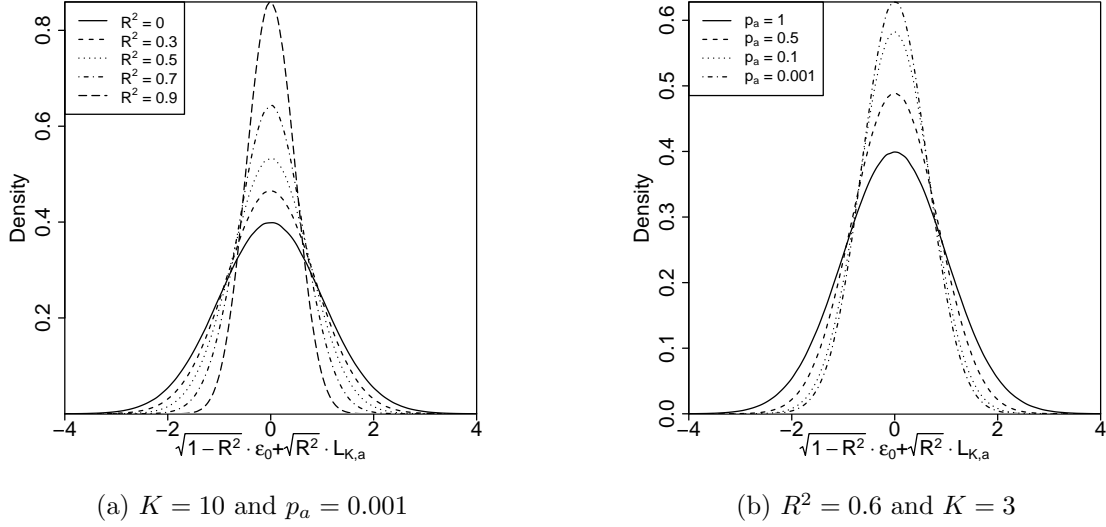 R² = 0
R² = 0.3
R² = 0.5
R² = 0.7
R² = 0.9
Density
0.2
0.4
0.6
0.8
−4
−2
0
2
4
√1 − R² · ε₀+√R² · L_K,a
(a) K = 10 and p_a = 0.001
p_a = 1
p_a = 0.5
p_a = 0.1
p_a = 0.001
Density
0.0
0.1
0.2
0.3
0.4
0.5
0.6
−4
−2
0
2
4
√1 − R² · ε₀+√R² · L_K,a
(b) R² = 0.6 and K = 3